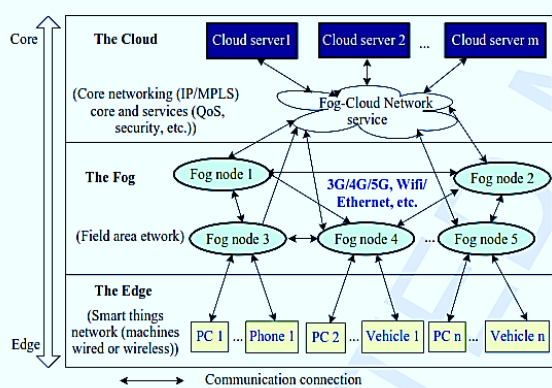 Core
The Cloud
Cloud server1
Cloud server 2
...
Cloud server m
(Core networking (IP/MPLS)
core and services (QoS,
security, etc.))
Fog-Cloud Network
service
The Fog
Fog node 1
3G/4G/5G, Wifi/
Ethernet, etc.
Fog node 2
(Field area etwork)
Fog node 3
Fog node 4
...
Fog node 5
The Edge
(Smart things
network (machines
wired or wireless))
PC 1
...
Phone 1
PC 2
...
Vehicle 1
PC n
...
Vehicle n
Edge
Communication connection